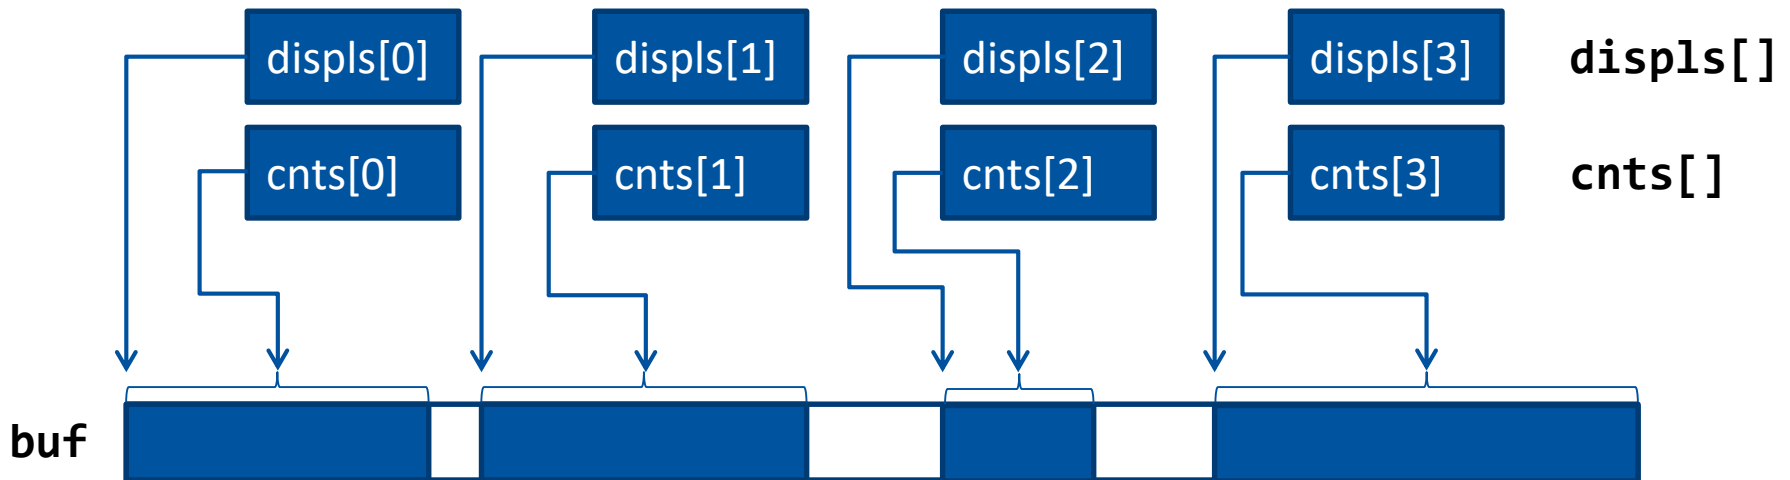 displs[0] displs[1] displs[2] displs[3] displs[]
cnts[0] cnts[1] cnts[2] cnts[3] cnts[]
buf